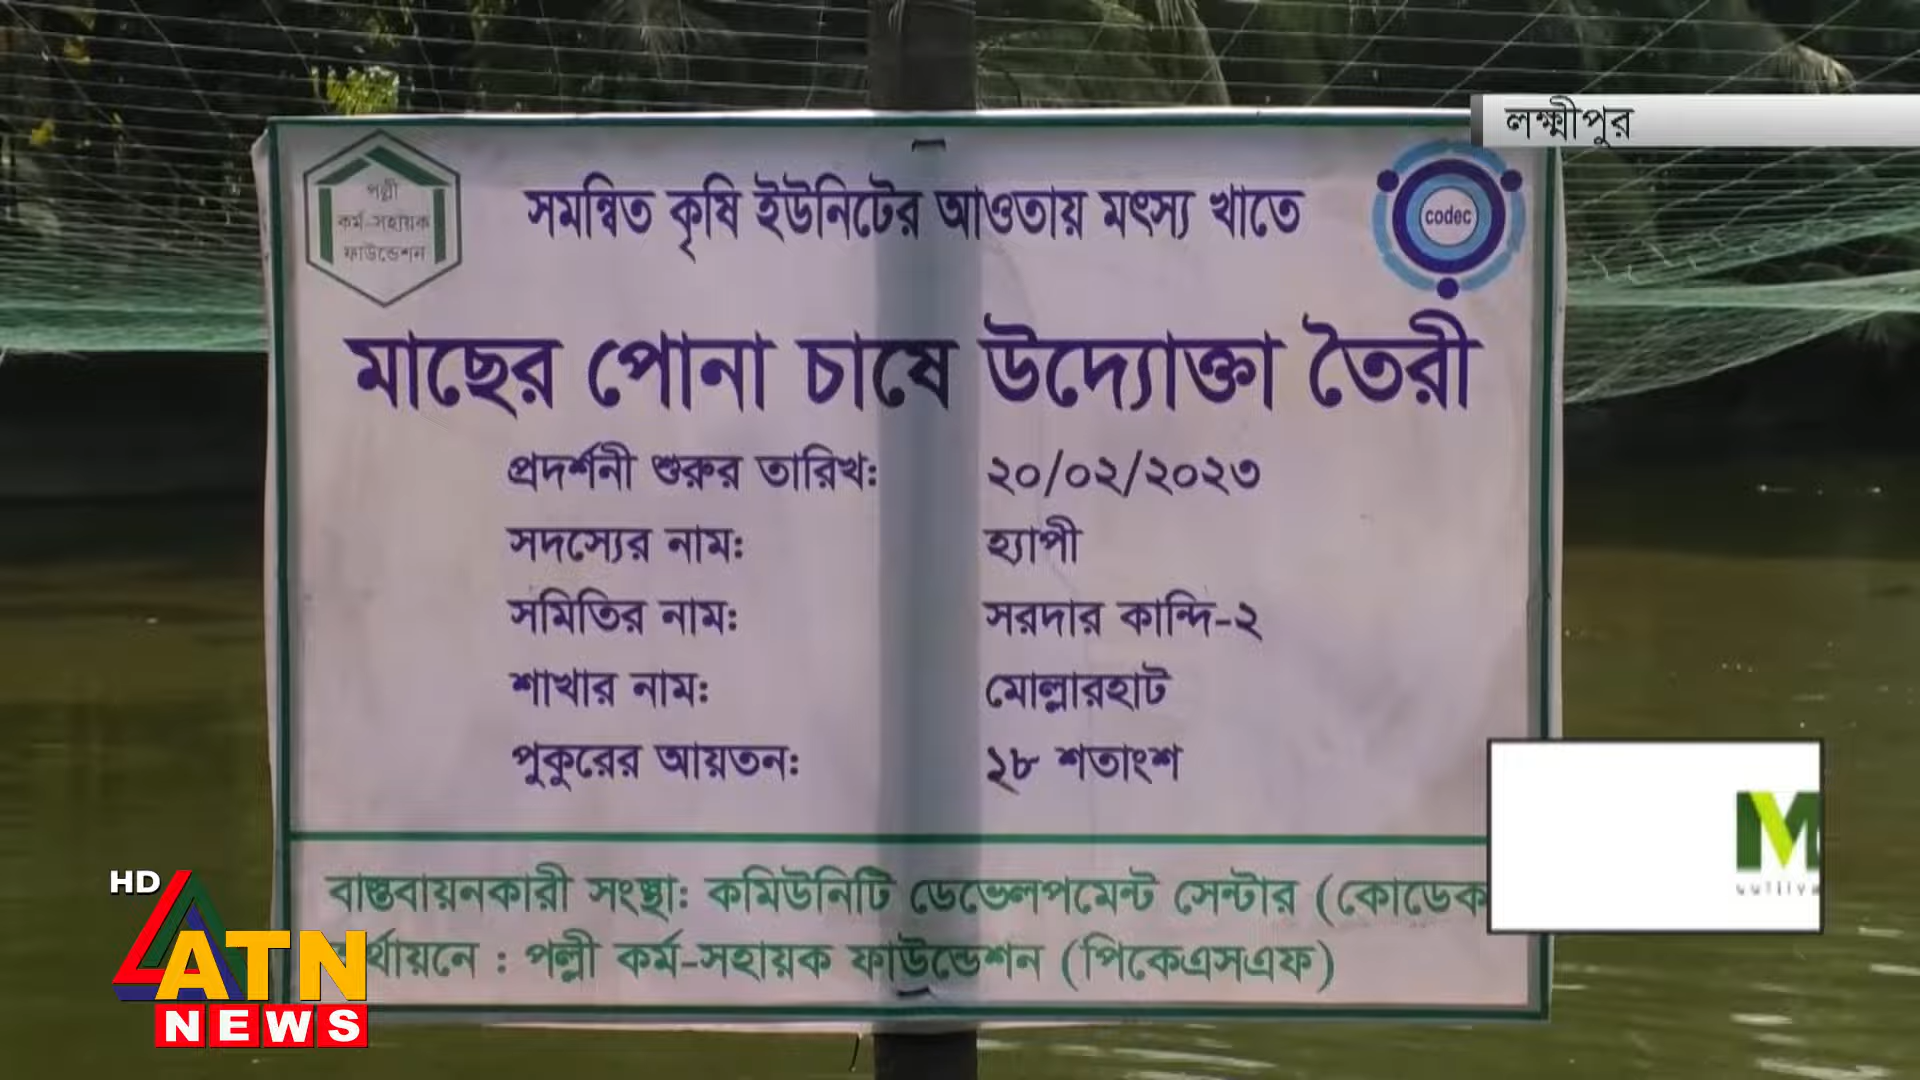 লক্ষ্মীপুর
পল্লী
কর্ম-সহায়ক
ফাউন্ডেশন
সমন্বিত কৃষি ইউনিটের আওতায় মৎস্য খাতে
codec
মাছের পোনা চাষে উদ্যোক্তা তৈরী
প্রদর্শনী শুরুর তারিখঃ ২০/০২/২০২৩
সদস্যের নামঃ হ্যাপী
সমিতির নামঃ সরদার কান্দি-২
শাখার নামঃ মোল্লারহাট
পুকুরের আয়তনঃ ২৮ শতাংশ
বাস্তবায়নকারী সংস্থা: কমিউনিটি ডেভেলপমেন্ট সেন্টার (কোডেক
র্থায়নে : পল্লী কর্ম-সহায়ক ফাউন্ডেশন (পিকেএসএফ)
HD
ATN
NEWS